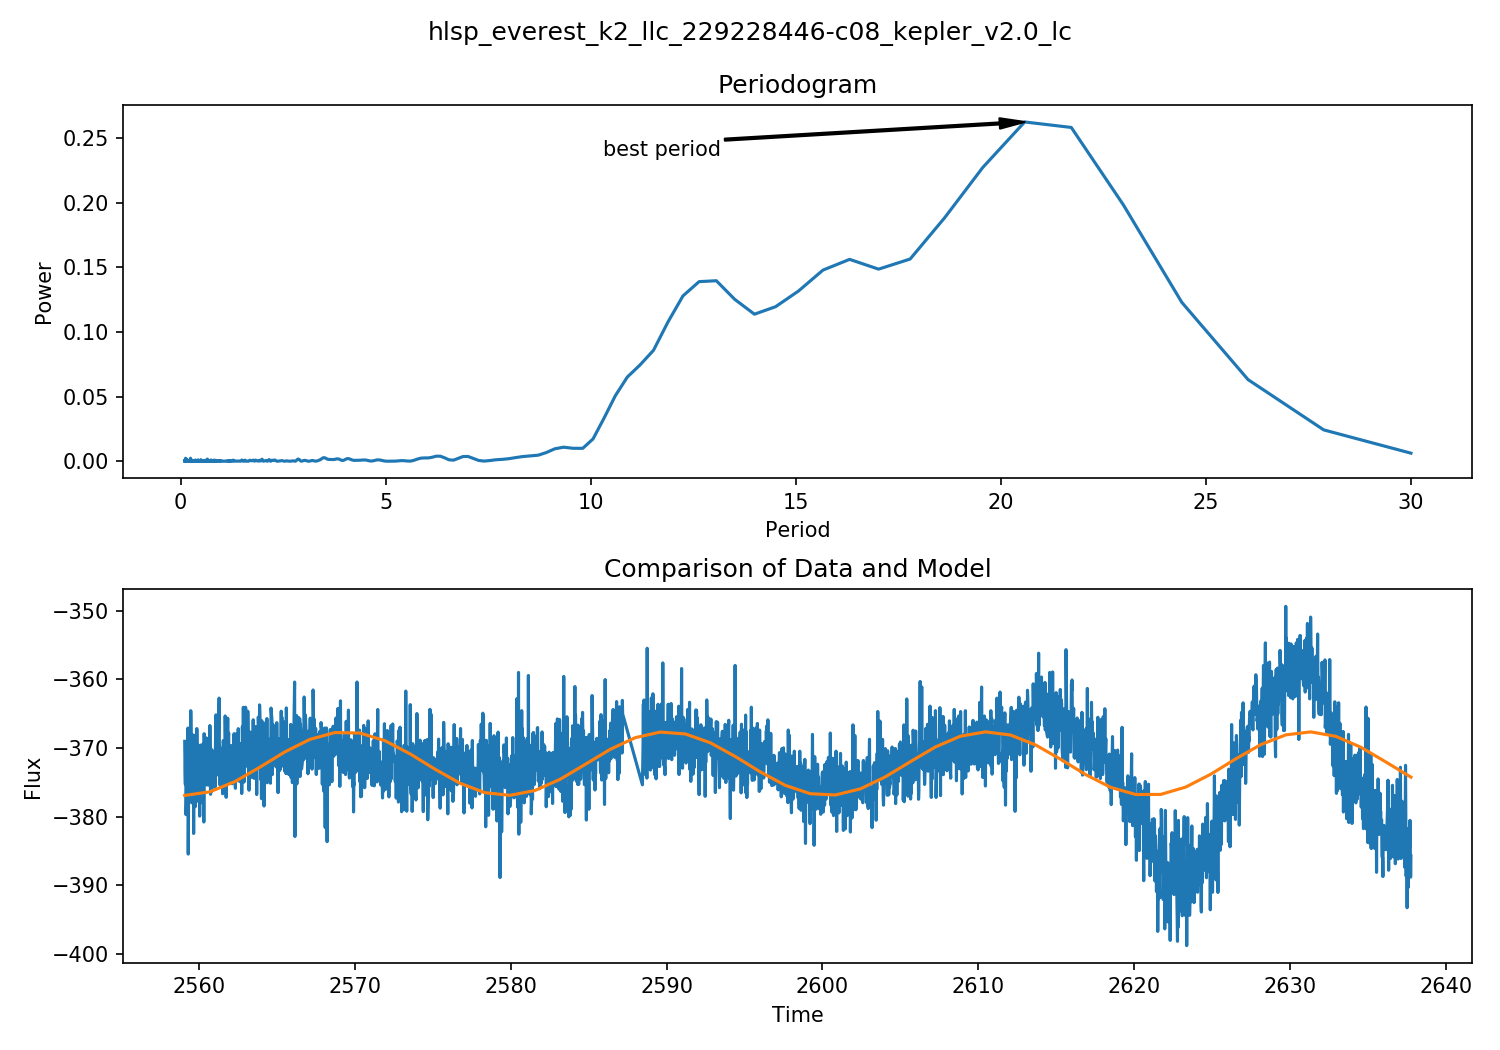 hlsp_everest_k2_llc_229228446-c08_kepler_v2.0_lc
Periodogram
best period
0.25
0.20
0.15
0.10
0.05
0.00
Power
0 5 10 15 20 25 30
Period
Comparison of Data and Model
−350
−360
−370
−380
−390
−400
Flux
2560 2570 2580 2590 2600 2610 2620 2630 2640
Time